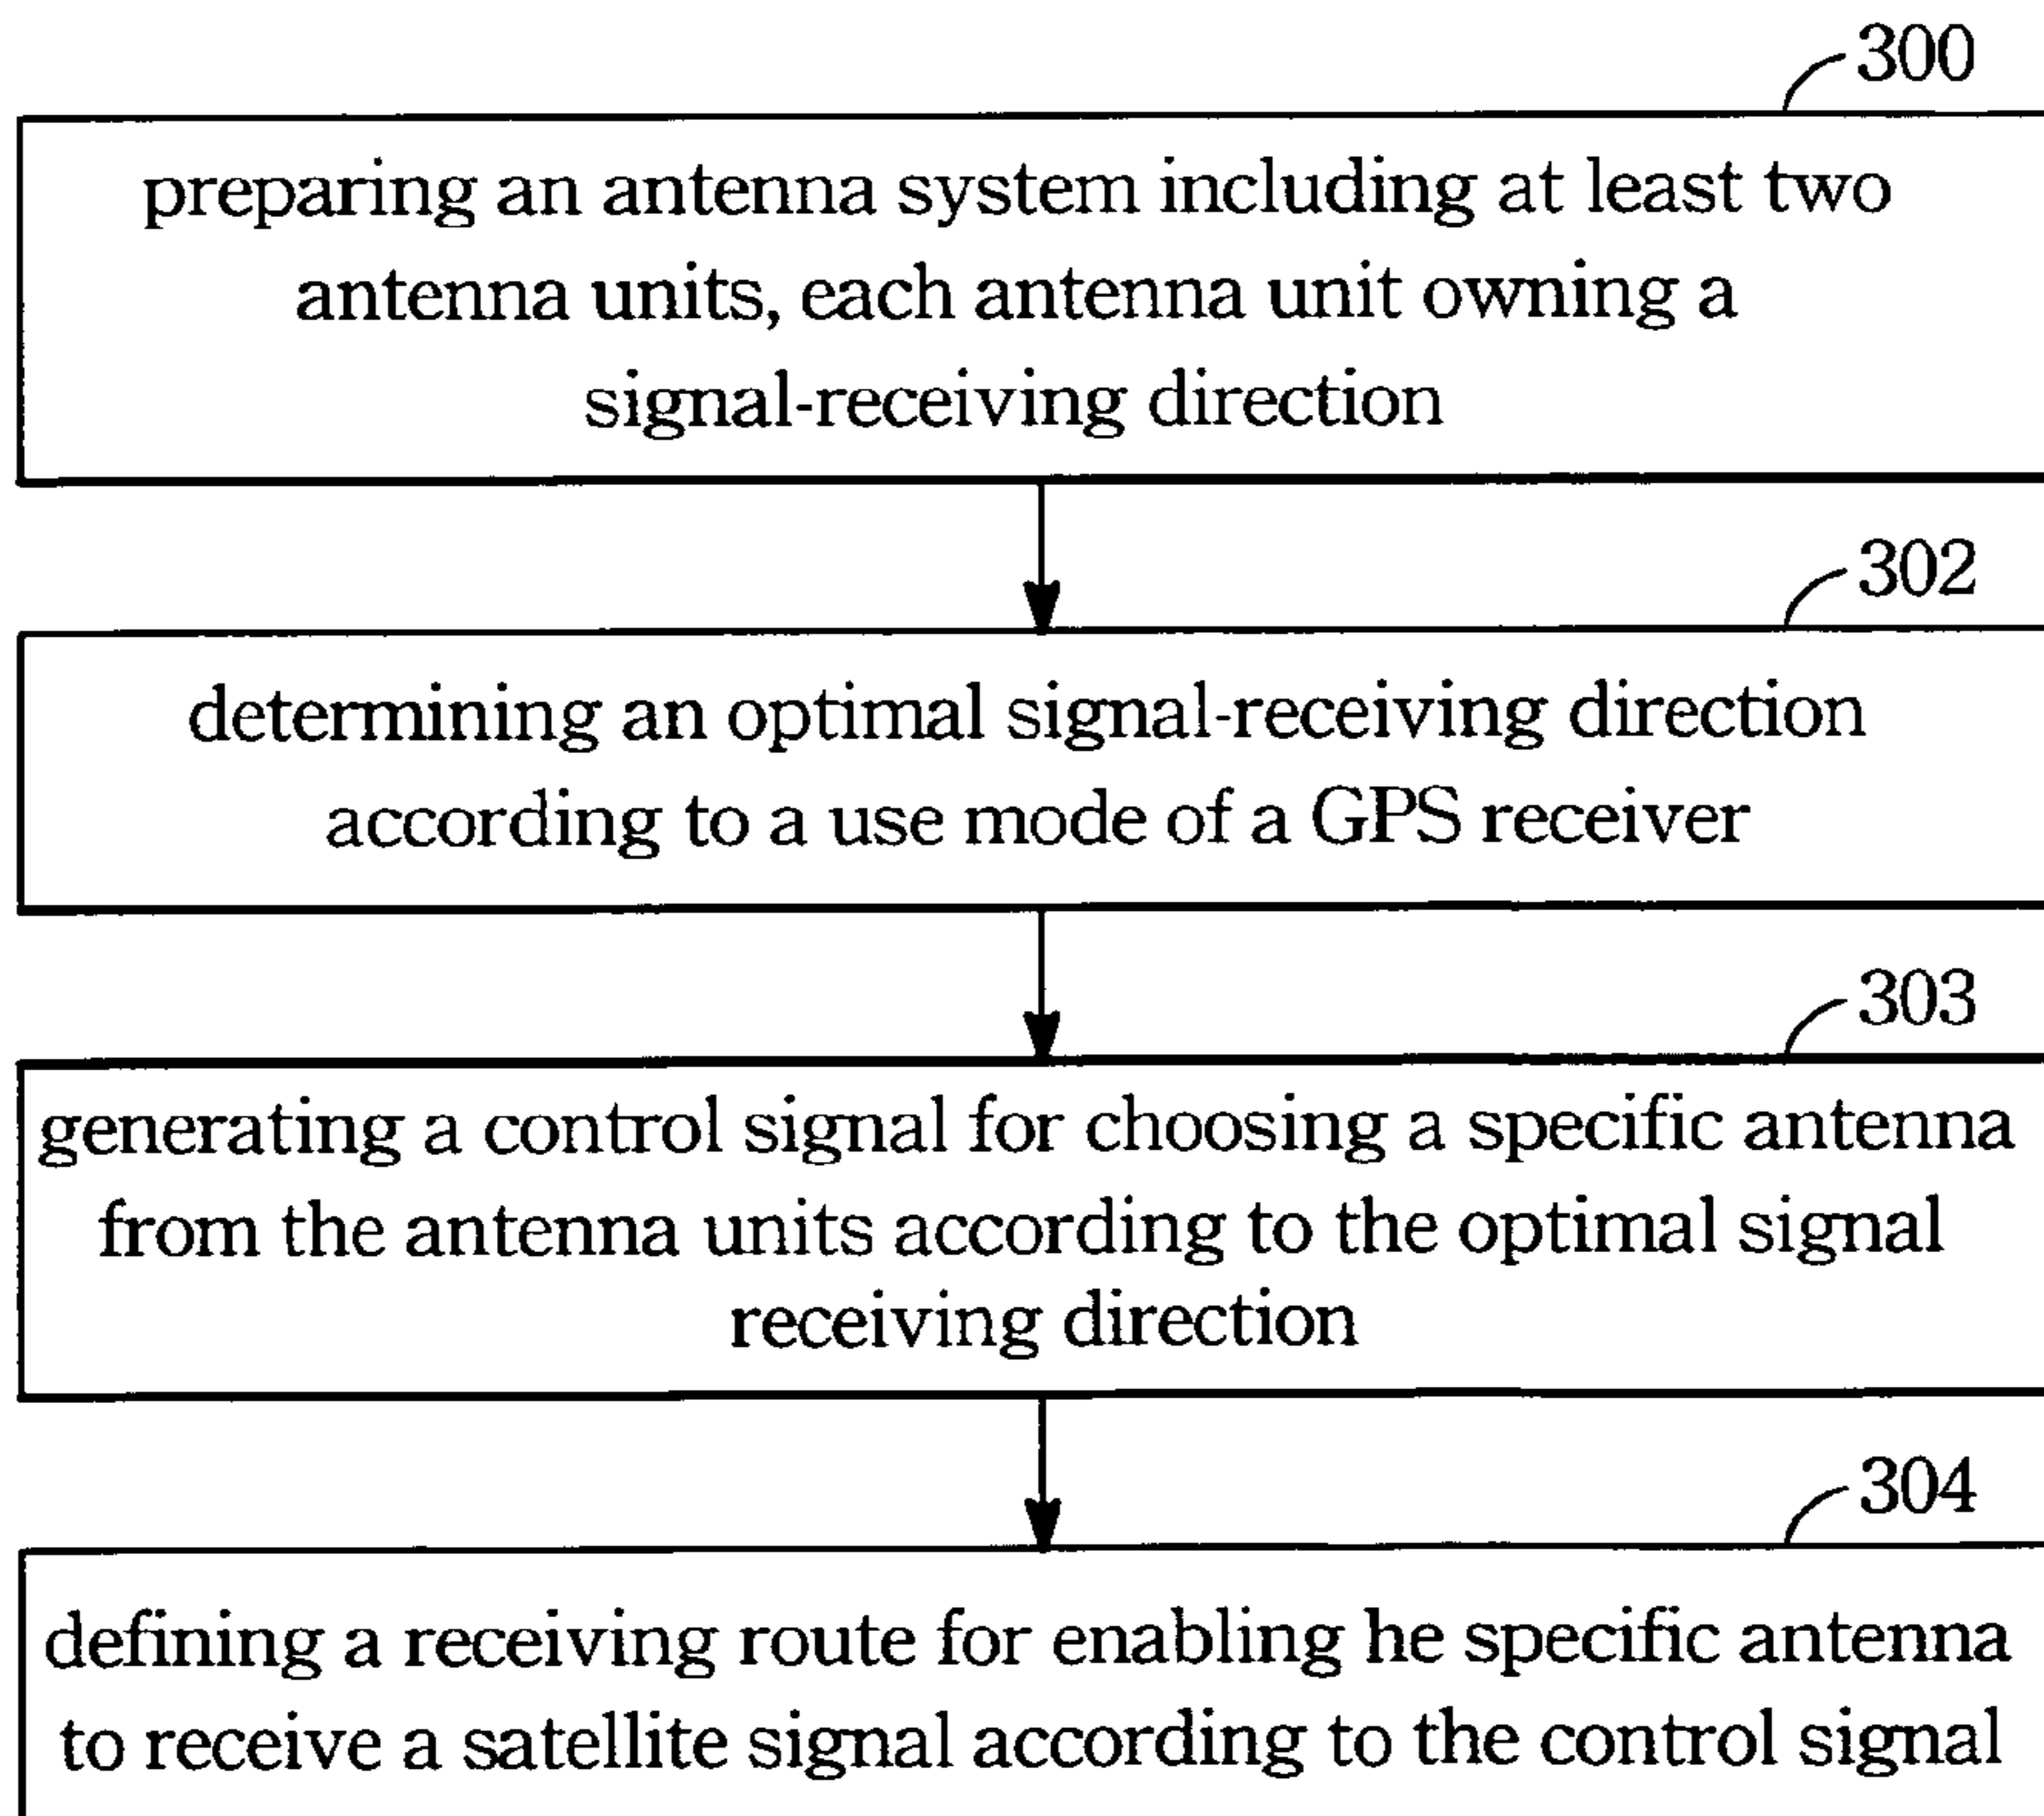 300
preparing an antenna system including at least two
antenna units, each antenna unit owning a
signal-receiving direction
302
determining an optimal signal-receiving direction
according to a use mode of a GPS receiver
303
generating a control signal for choosing a specific antenna
from the antenna units according to the optimal signal
receiving direction
304
defining a receiving route for enabling he specific antenna
to receive a satellite signal according to the control signal